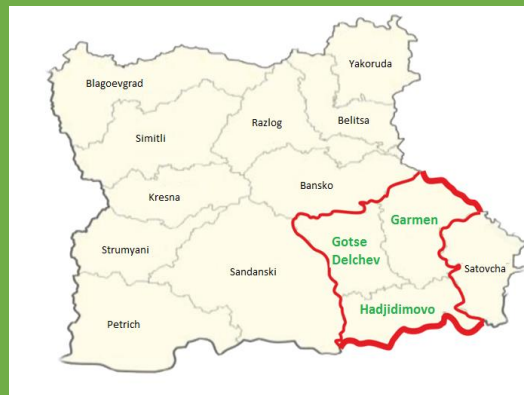 Yakoruda
Blagoevgrad
Belitsa
Razlog
Simitli
Bansko
Kresna
Garmen
Gotse
Delchev
Strumyani
Satovcha
Sandanski
Hadjidimovo
Petrich